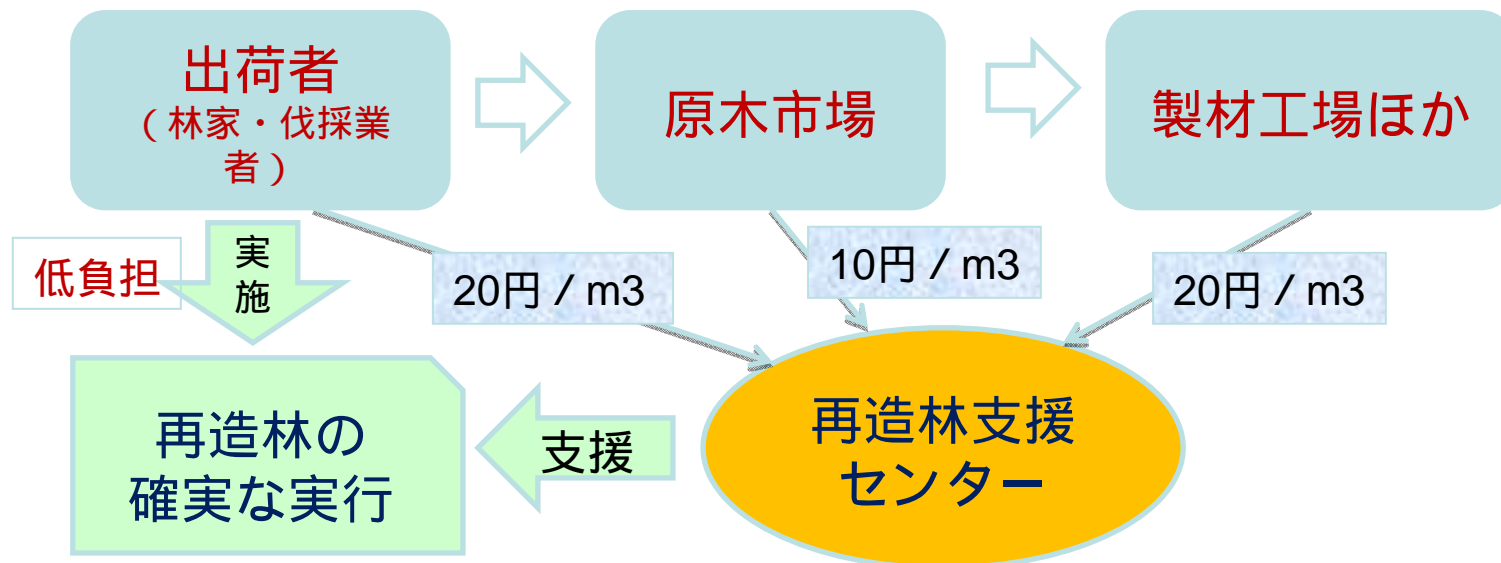 出荷者
(林家・伐採業
者)
原木市場
製材工場ほか
低負担
実
施
20円/m3
10円/m3
20円/m3
再造林の
確実な実行
支援
再造林支援
センター